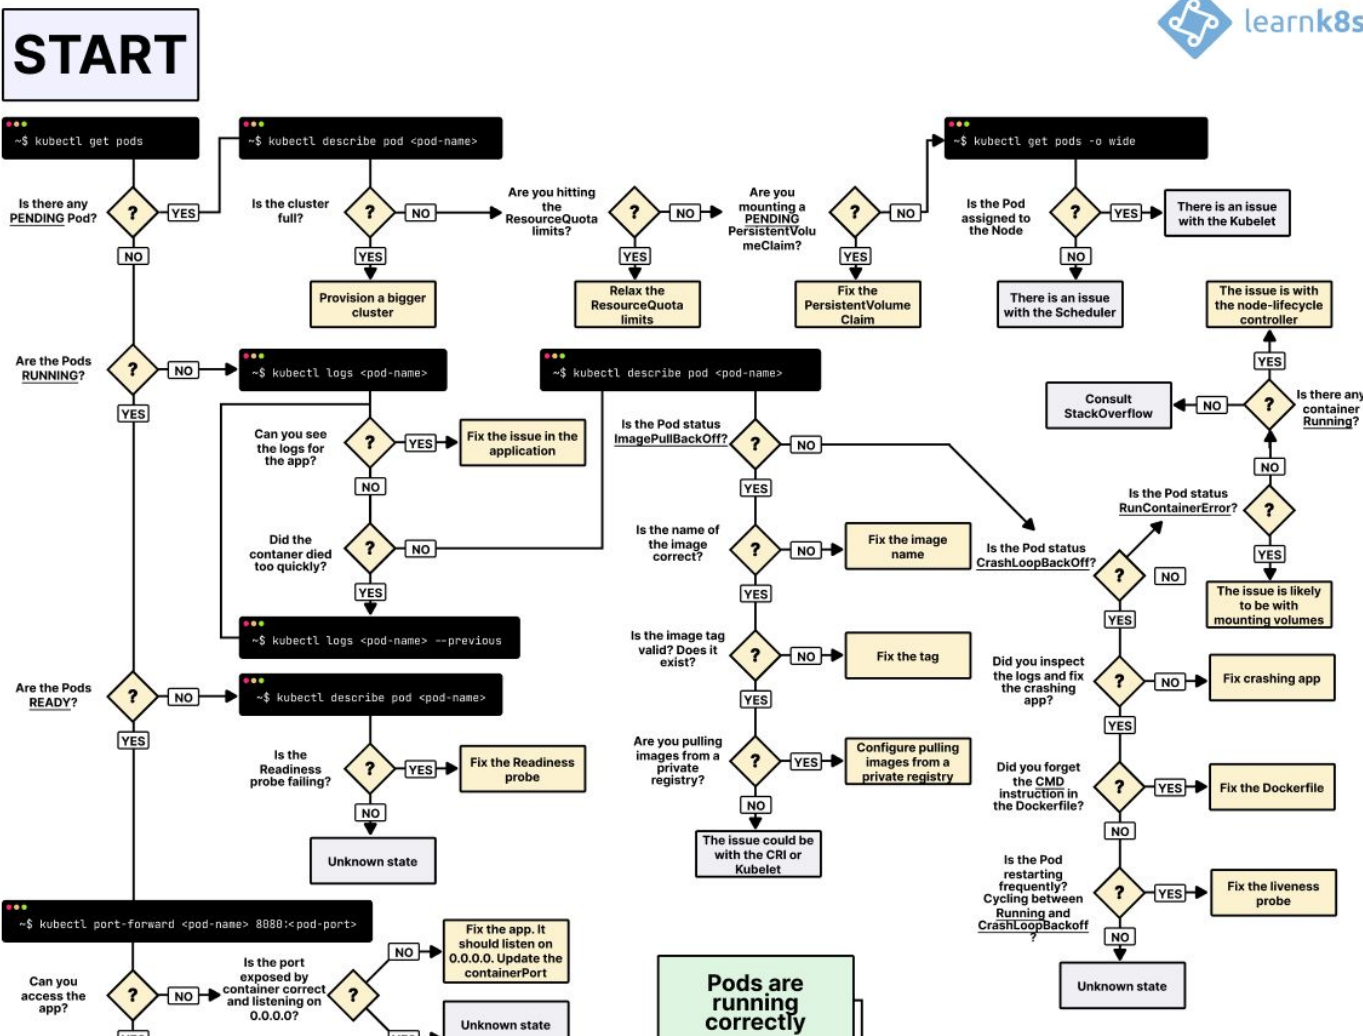 START
learnk8s
~$ kubectl get pods
~$ kubectl describe pod <pod-name>
~$ kubectl get pods -o wide
Is there any
PENDING Pod?
?
YES
NO
Is the cluster
full?
?
NO
YES
Provision a bigger
cluster
Are you hitting
the
ResourceQuota
limits?
?
NO
YES
Relax the
ResourceQuota
limits
Are you
mounting a
PENDING
PersistentVolu
meClaim?
?
NO
YES
Fix the
PersistentVolume
Claim
Is the Pod
assigned to
the Node
?
YES
There is an issue
with the Kubelet
NO
There is an issue
with the Scheduler
The issue is with
the node-lifecycle
controller
YES
Is there any
container
Running?
?
NO
Consult
StackOverflow
NO
Is the Pod status
RunContainerError?
?
YES
The issue is likely
to be with
mounting volumes
Are the Pods
RUNNING?
?
NO
YES
~$ kubectl logs <pod-name>
Can you see
the logs for
the app?
?
YES
Fix the issue in the
application
NO
Did the
contaner died
too quickly?
?
NO
YES
~$ kubectl logs <pod-name> --previous
~$ kubectl describe pod <pod-name>
Is the Pod status
ImagePullBackOff?
?
NO
YES
Is the name of
the image
correct?
?
NO
Fix the image
name
YES
Is the image tag
valid? Does it
exist?
?
NO
Fix the tag
YES
Are you pulling
images from a
private
registry?
?
YES
Configure pulling
images from a
private registry
NO
The issue could be
with the CRI or
Kubelet
Is the Pod status
CrashLoopBackOff?
?
NO
YES
Did you inspect
the logs and fix
the crashing
app?
?
NO
Fix crashing app
YES
Did you forget
the CMD
instruction in
the Dockerfile?
?
YES
Fix the Dockerfile
NO
Is the Pod
restarting
frequently?
Cycling between
Running and
CrashLoopBackoff
?
?
YES
Fix the liveness
probe
NO
Unknown state
Are the Pods
READY?
?
NO
YES
~$ kubectl describe pod <pod-name>
Is the
Readiness
probe failing?
?
YES
Fix the Readiness
probe
NO
Unknown state
~$ kubectl port-forward <pod-name> 8080:<pod-port>
Can you
access the
app?
?
NO
Is the port
exposed by
container correct
and listening on
0.0.0.0?
?
NO
Fix the app. It
should listen on
0.0.0.0. Update the
containerPort
Unknown state
Pods are
running
correctly